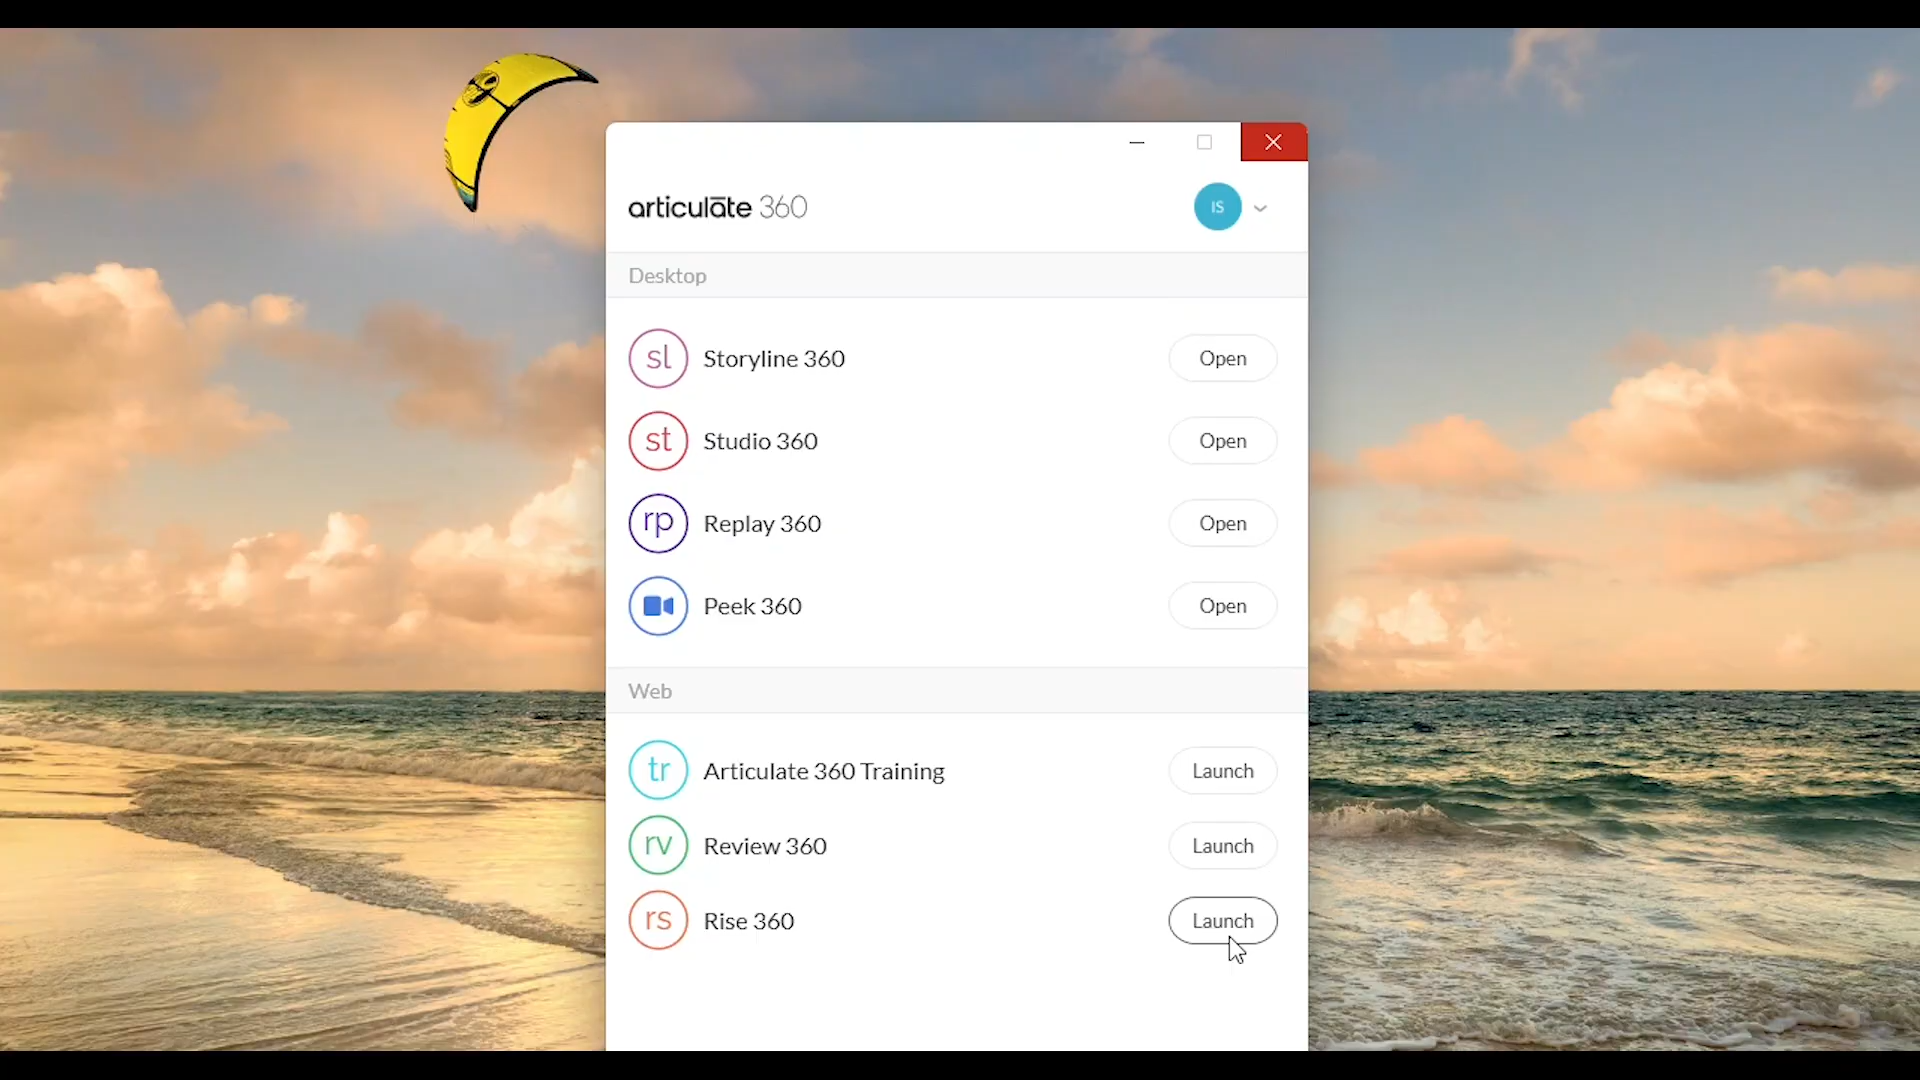 articulāte 360
IS
Desktop
sl Storyline 360 Open
st Studio 360 Open
rp Replay 360 Open
Peek 360 Open
Web
tr Articulate 360 Training Launch
rv Review 360 Launch
rs Rise 360 Launch